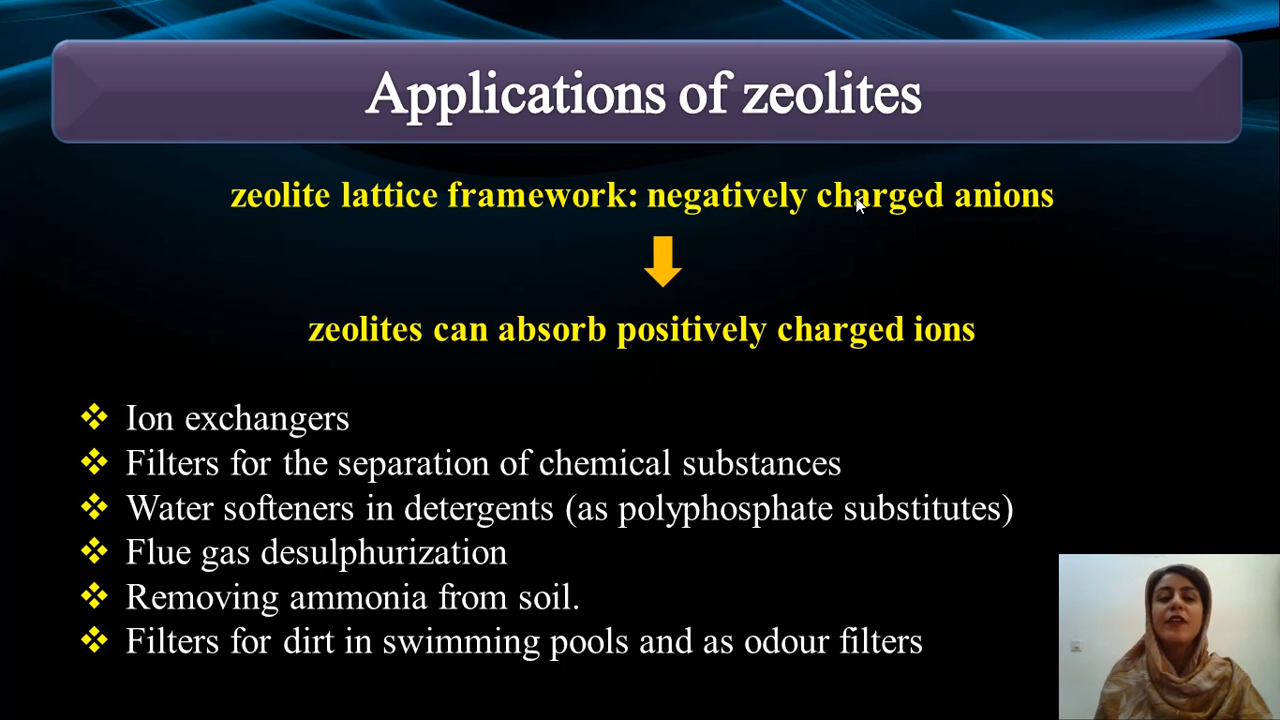 Applications of zeolites
zeolite lattice framework: negatively charged anions
zeolites can absorb positively charged ions
Ion exchangers
Filters for the separation of chemical substances
Water softeners in detergents (as polyphosphate substitutes)
Flue gas desulphurization
Removing ammonia from soil.
Filters for dirt in swimming pools and as odour filters